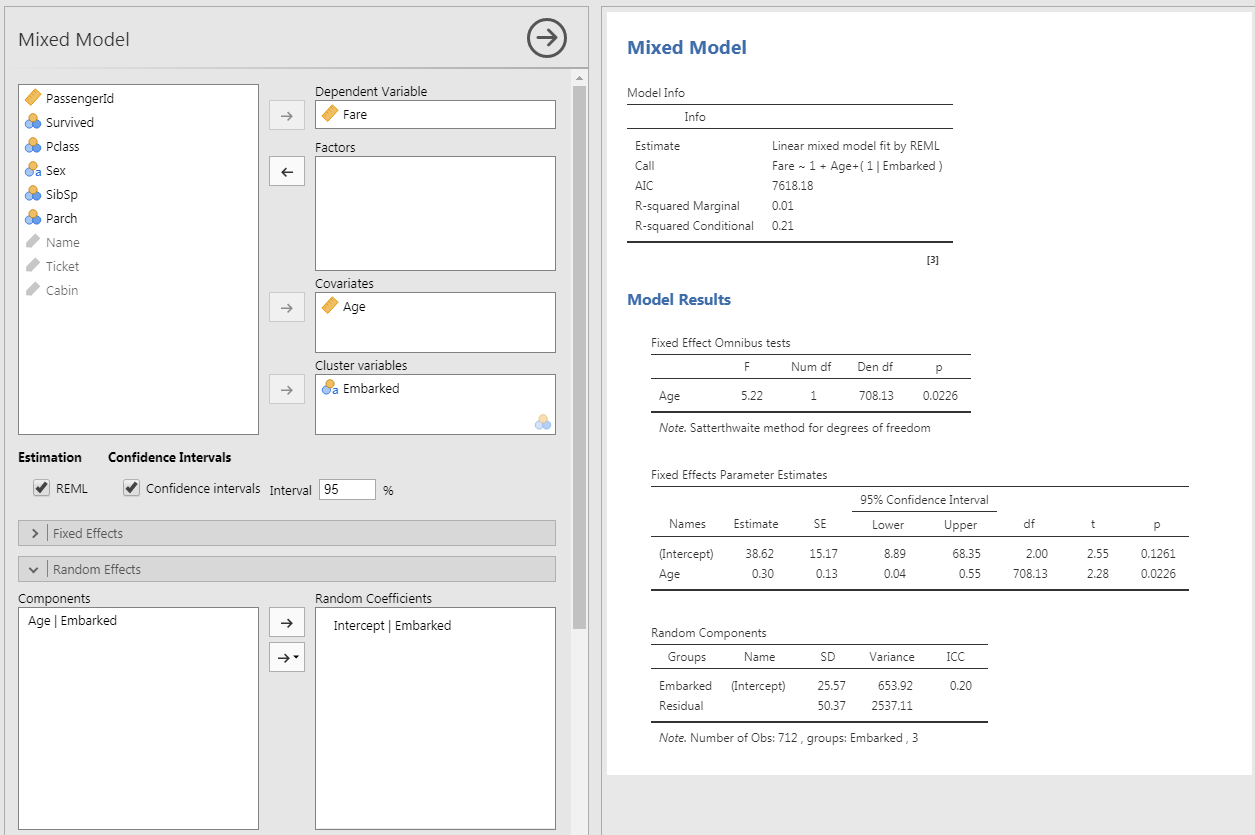 Mixed Model
PassengerId
Survived
Pclass
Sex
SibSp
Parch
Name
Ticket
Cabin
Dependent Variable
Fare
Factors
Covariates
Age
Cluster variables
Embarked
Estimation Confidence Intervals
REML Confidence intervals Interval 95 %
Fixed Effects
Random Effects
Components
Age | Embarked
Random Coefficients
Intercept | Embarked
Mixed Model
Model Info
Info
Estimate Linear mixed model fit by REML
Call Fare ~ 1 + Age+( 1 | Embarked )
AIC 7618.18
R-squared Marginal 0.01
R-squared Conditional 0.21
[3]
Model Results
Fixed Effect Omnibus tests
F Num df Den df p
Age 5.22 1 708.13 0.0226
Note. Satterthwaite method for degrees of freedom
Fixed Effects Parameter Estimates
95% Confidence Interval
Names Estimate SE Lower Upper df t p
(Intercept) 38.62 15.17 8.89 68.35 2.00 2.55 0.1261
Age 0.30 0.13 0.04 0.55 708.13 2.28 0.0226
Random Components
Groups Name SD Variance ICC
Embarked (Intercept) 25.57 653.92 0.20
Residual 50.37 2537.11
Note. Number of Obs: 712 , groups: Embarked , 3